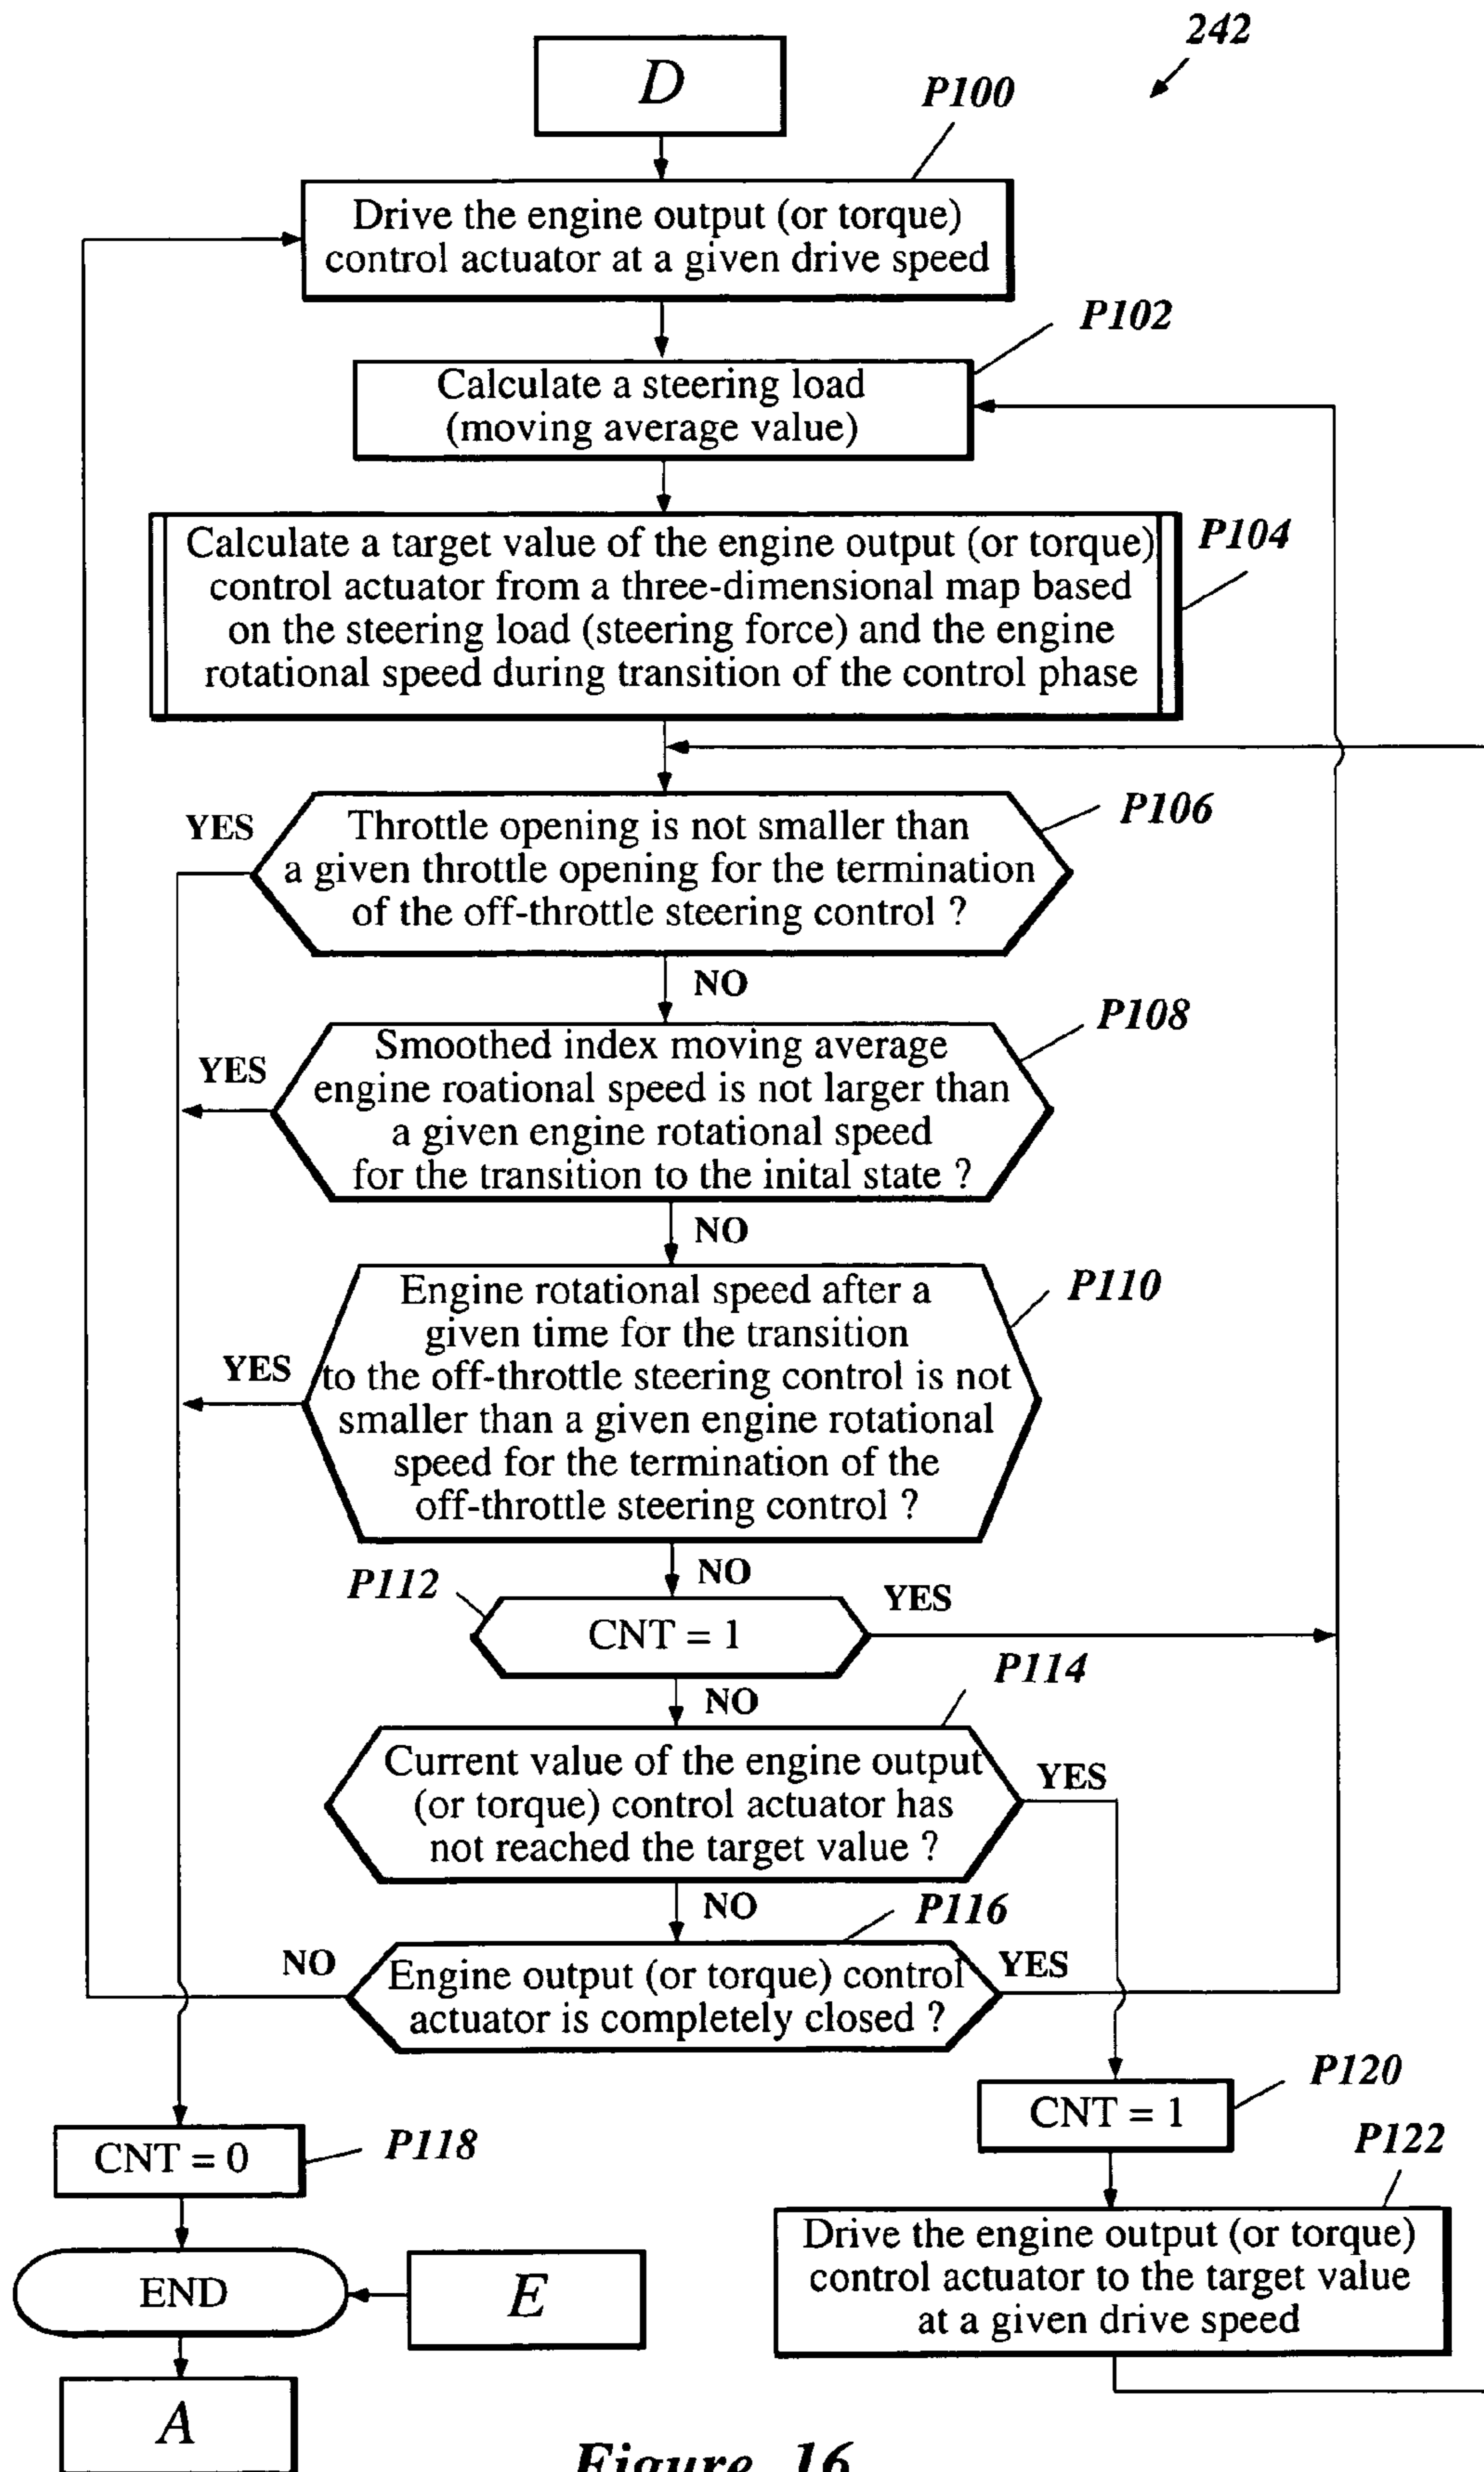 242
D
P100
Drive the engine output (or torque)
control actuator at a given drive speed
P102
Calculate a steering load
(moving average value)
P104
Calculate a target value of the engine output (or torque)
control actuator from a three-dimensional map based
on the steering load (steering force) and the engine
rotational speed during transition of the control phase
P106
YES
Throttle opening is not smaller than
a given throttle opening for the termination
of the off-throttle steering control ?
NO
P108
YES
Smoothed index moving average
engine roational speed is not larger than
a given engine rotational speed
for the transition to the inital state ?
NO
P110
YES
Engine rotational speed after a
given time for the transition
to the off-throttle steering control is not
smaller than a given engine rotational
speed for the termination of the
off-throttle steering control ?
NO
P112
CNT = 1
YES
NO
P114
Current value of the engine output
(or torque) control actuator has
not reached the target value ?
YES
NO
P116
NO
Engine output (or torque) control
actuator is completely closed ?
YES
P120
CNT = 1
P118
CNT = 0
P122
Drive the engine output (or torque)
control actuator to the target value
at a given drive speed
END
E
A
Figure 16